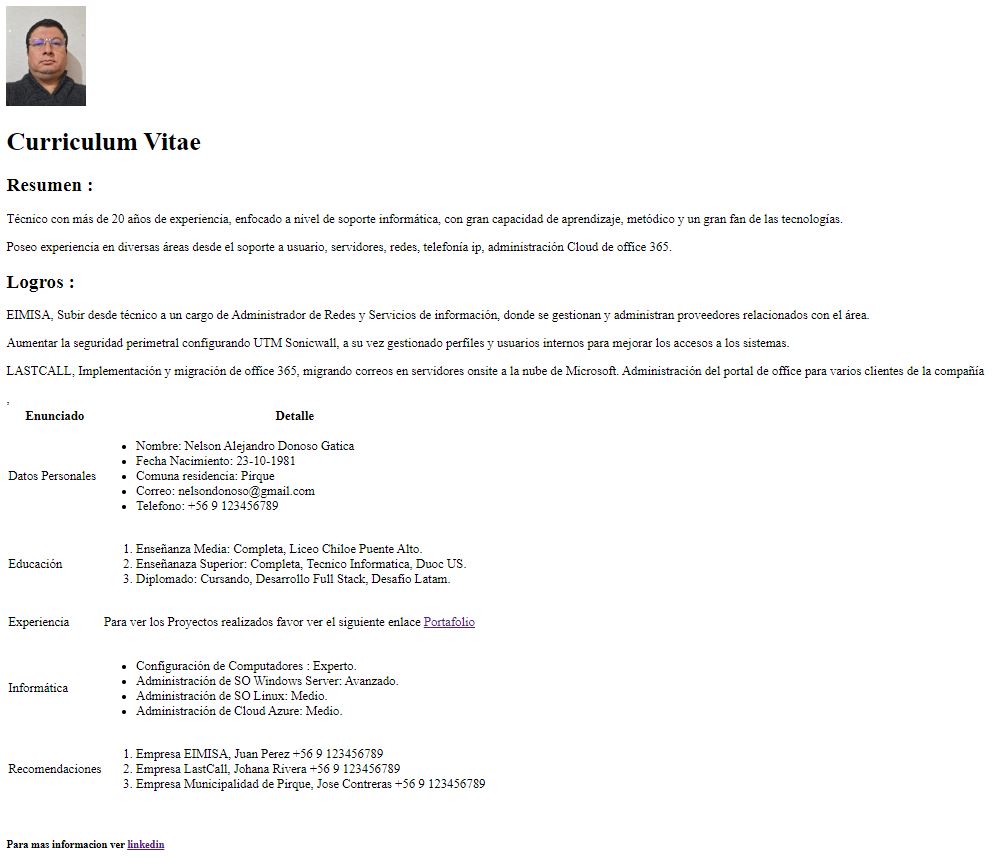 Curriculum Vitae
Resumen :
Técnico con más de 20 años de experiencia, enfocado a nivel de soporte informática, con gran capacidad de aprendizaje, metódico y un gran fan de las tecnologías.
Poseo experiencia en diversas áreas desde el soporte a usuario, servidores, redes, telefonía ip, administración Cloud de office 365.
Logros :
EIMISA, Subir desde técnico a un cargo de Administrador de Redes y Servicios de información, donde se gestionan y administran proveedores relacionados con el área.
Aumentar la seguridad perimetral configurando UTM Sonicwall, a su vez gestionado perfiles y usuarios internos para mejorar los accesos a los sistemas.
LASTCALL, Implementación y migración de office 365, migrando correos en servidores onsite a la nube de Microsoft. Administración del portal de office para varios clientes de la compañía
,
Enunciado Detalle
Datos Personales
• Nombre: Nelson Alejandro Donoso Gatica
• Fecha Nacimiento: 23-10-1981
• Comuna residencia: Pirque
• Correo: nelsondonoso@gmail.com
• Telefono: +56 9 123456789
Educación
1. Enseñanza Media: Completa, Liceo Chiloe Puente Alto.
2. Enseñanaza Superior: Completa, Tecnico Informatica, Duoc US.
3. Diplomado: Cursando, Desarrollo Full Stack, Desafio Latam.
Experiencia Para ver los Proyectos realizados favor ver el siguiente enlace Portafolio
Informática
• Configuración de Computadores : Experto.
• Administración de SO Windows Server: Avanzado.
• Administración de SO Linux: Medio.
• Administración de Cloud Azure: Medio.
Recomendaciones
1. Empresa EIMISA, Juan Perez +56 9 123456789
2. Empresa LastCall, Johana Rivera +56 9 123456789
3. Empresa Municipalidad de Pirque, Jose Contreras +56 9 123456789
Para mas informacion ver linkedin